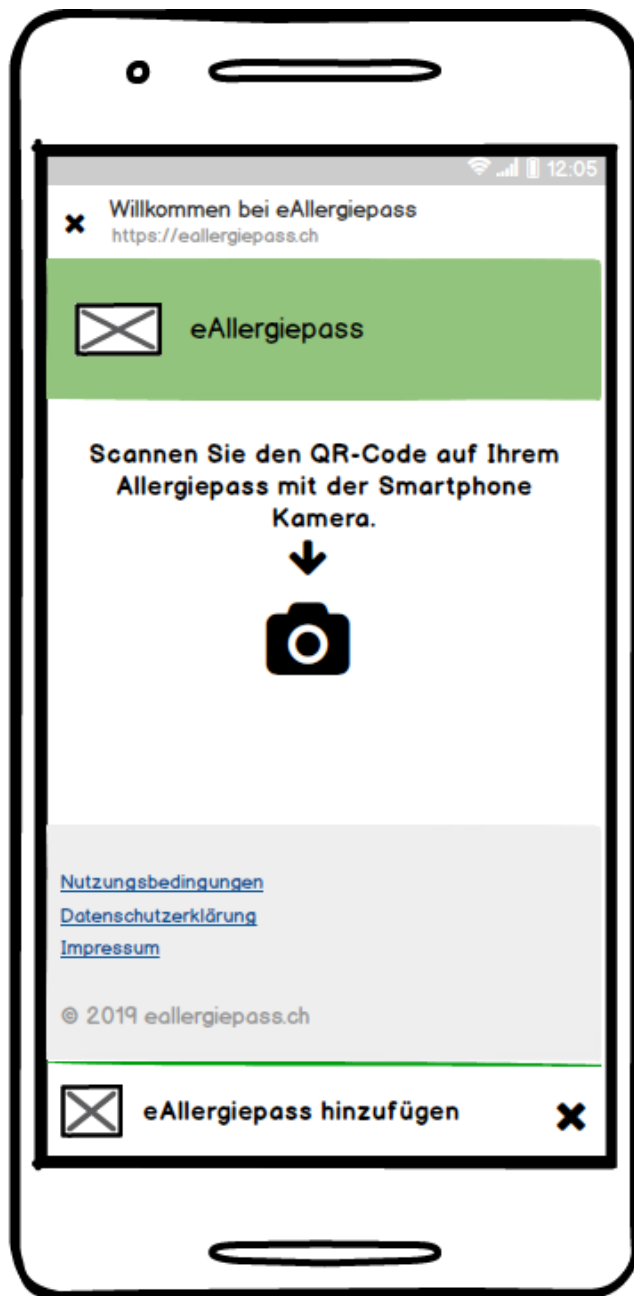 12:05
Willkommen bei eAllergiepass
https://eallergiepass.ch
eAllergiepass
Scannen Sie den QR-Code auf Ihrem
Allergiepass mit der Smartphone
Kamera.
Nutzungsbedingungen
Datenschutzerklärung
Impressum
© 2019 eallergiepass.ch
eAllergiepass hinzufügen